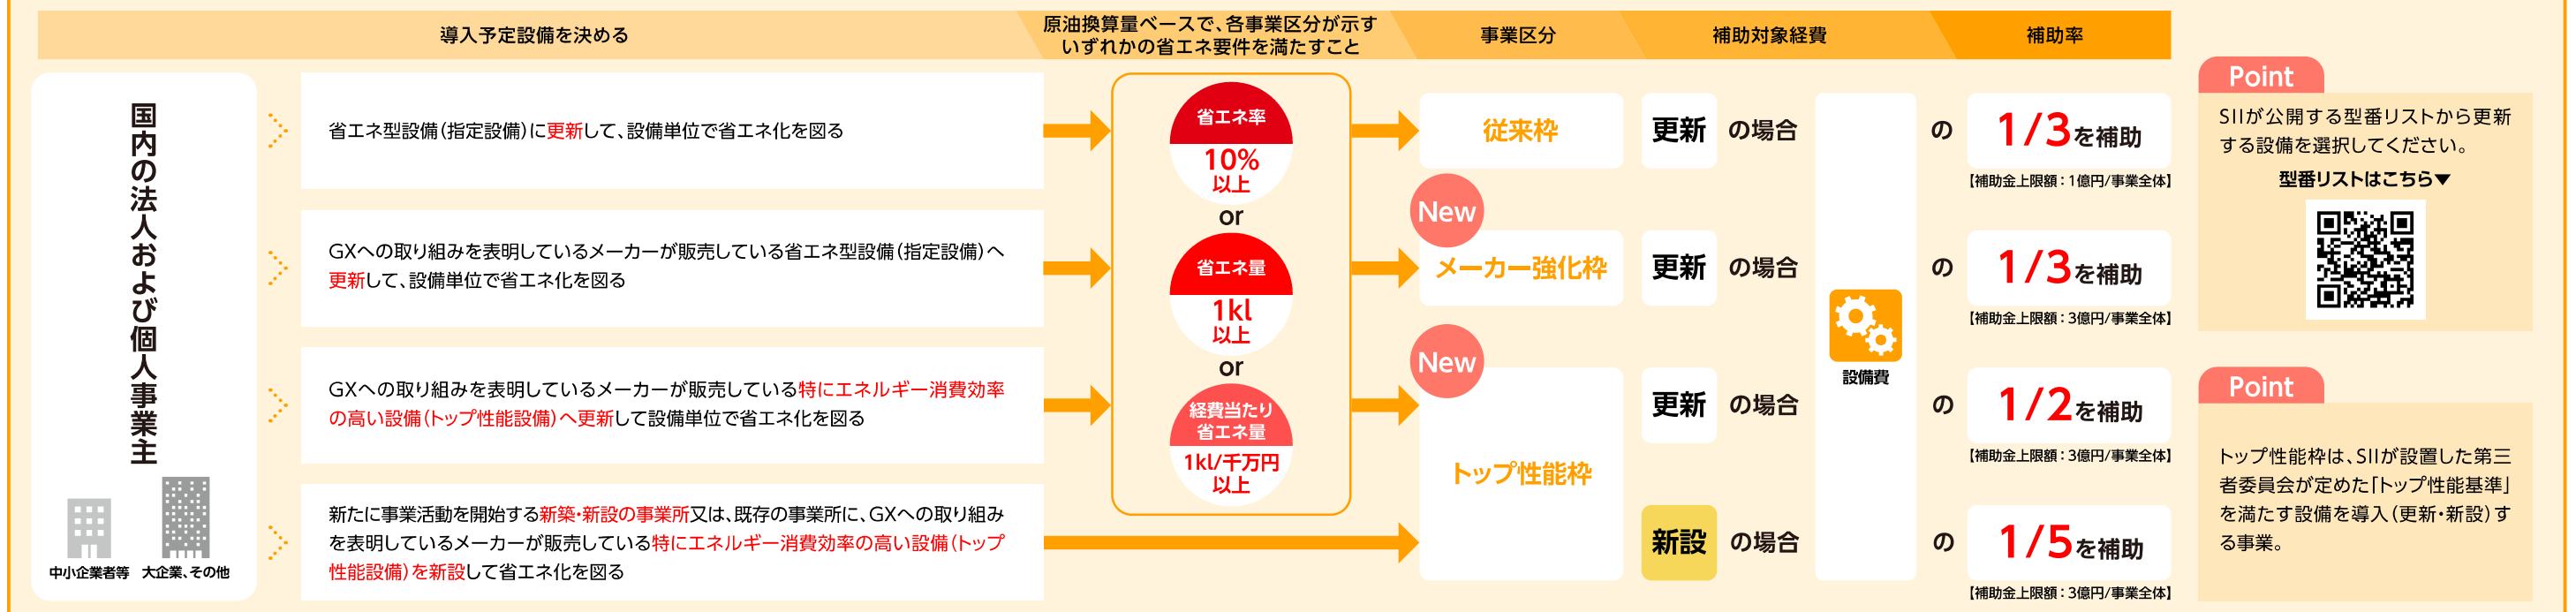 導入予定設備を決める
原油換算量ベースで、各事業区分が示す
いずれかの省エネ要件を満たすこと
事業区分
補助対象経費
補助率
国内の法人および個人事業主
中小企業者等
大企業、その他
省エネ型設備（指定設備）に更新して、設備単位で省エネ化を図る
GXへの取り組みを表明しているメーカーが販売している省エネ型設備（指定設備）へ
更新して、設備単位で省エネ化を図る
GXへの取り組みを表明しているメーカーが販売している特にエネルギー消費効率
の高い設備（トップ性能設備）へ更新して設備単位で省エネ化を図る
新たに事業活動を開始する新築・新設の事業所又は、既存の事業所に、GXへの取り組み
を表明しているメーカーが販売している特にエネルギー消費効率の高い設備（トップ
性能設備）を新設して省エネ化を図る
省エネ率
10%
以上
or
省エネ量
1kl
以上
or
経費当たり
省エネ量
1kl/千万円
以上
従来枠
New
メーカー強化枠
New
トップ性能枠
更新 の場合
更新 の場合
更新 の場合
新設 の場合
設備費
の 1/3を補助
【補助金上限額：1億円/事業全体】
の 1/3を補助
【補助金上限額：3億円/事業全体】
の 1/2を補助
【補助金上限額：3億円/事業全体】
の 1/5を補助
【補助金上限額：3億円/事業全体】
Point
SIIが公開する型番リストから更新
する設備を選択してください。
型番リストはこちら▼
Point
トップ性能枠は、SIIが設置した第三
者委員会が定めた「トップ性能基準」
を満たす設備を導入（更新・新設）す
る事業。